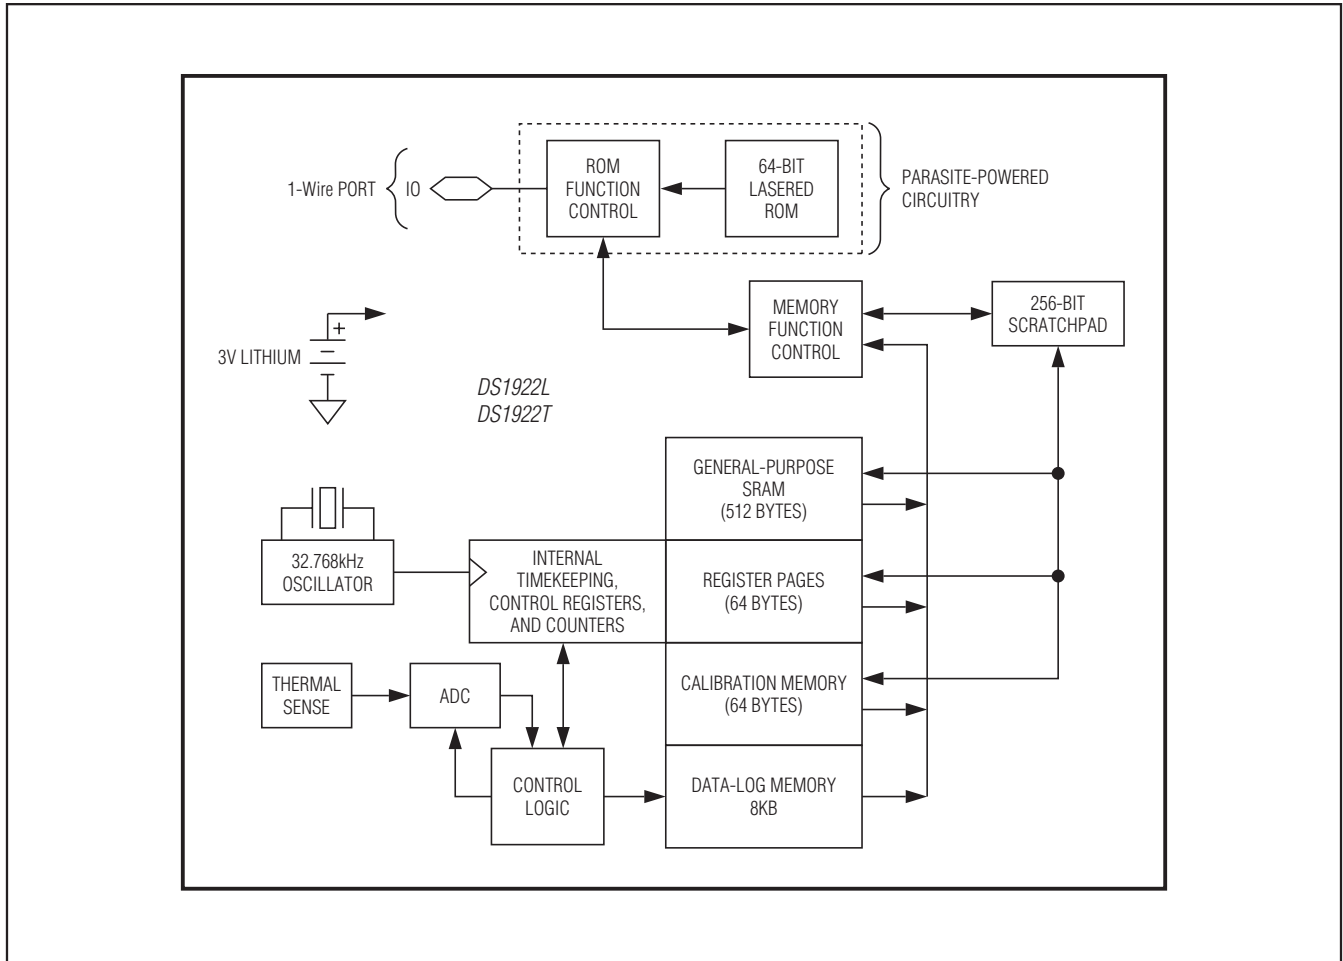 ROM
FUNCTION
CONTROL
64-BIT
LASERED
ROM
PARASITE-POWERED
CIRCUITRY
1-Wire PORT
IO
MEMORY
FUNCTION
CONTROL
256-BIT
SCRATCHPAD
+
3V LITHIUM
DS1922L
DS1922T
GENERAL-PURPOSE
SRAM
(512 BYTES)
32.768kHz
OSCILLATOR
INTERNAL
TIMEKEEPING,
CONTROL REGISTERS,
AND COUNTERS
REGISTER PAGES
(64 BYTES)
THERMAL
SENSE
ADC
CALIBRATION MEMORY
(64 BYTES)
CONTROL
LOGIC
DATA-LOG MEMORY
8KB